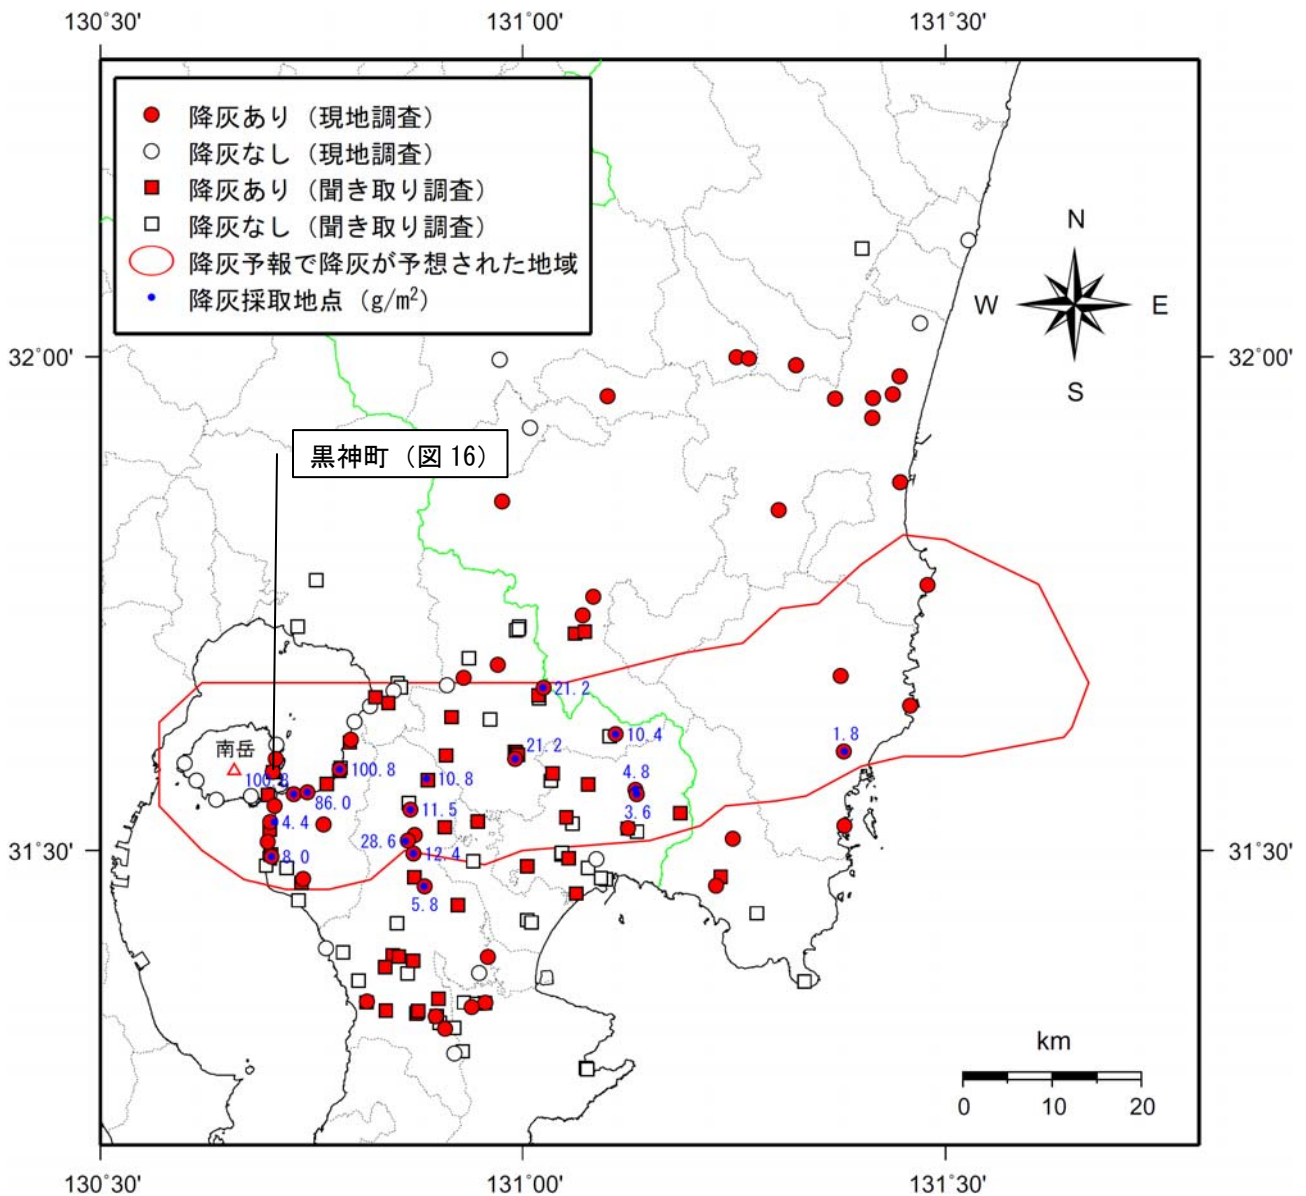 130°30'
131°00'
131°30'
降灰あり（現地調査）
降灰なし（現地調査）
降灰あり（聞き取り調査）
降灰なし（聞き取り調査）
降灰予報で降灰が予想された地域
降灰採取地点（g/m²）
N
W
E
S
32°00'
32°00'
黒神町（図 16）
21.2
南岳
10.4
1.8
21.2
100.8
100.8
10.8
4.8
86.0
11.5
3.6
4.4
28.6
12.4
8.0
31°30'
31°30'
5.8
km
0
10
20
130°30'
131°00'
131°30'